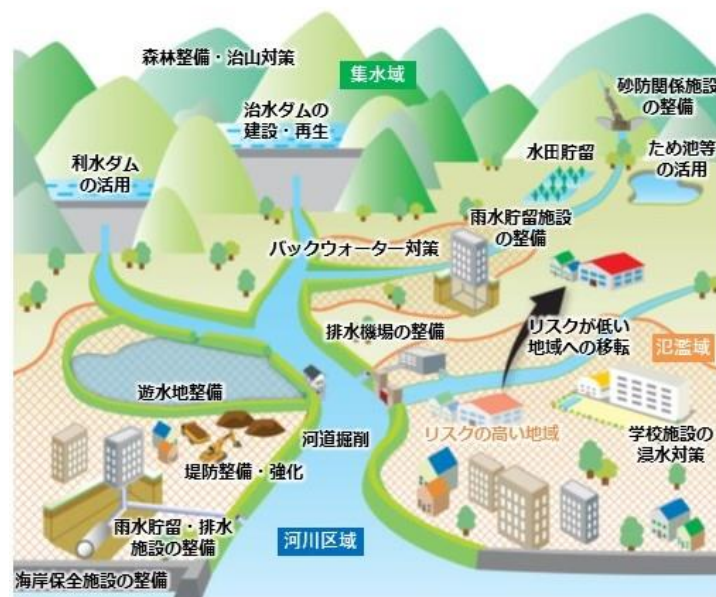 森林整備・治山対策
集水域
砂防関係施設
の整備
治水ダムの
建設・再生
利水ダム
の活用
水田貯留
ため池等
の活用
雨水貯留施設
の整備
バックウォーター対策
排水機場の整備
リスクが低い
地域への移転
氾濫域
遊水地整備
リスクの高い地域
学校施設の
浸水対策
河道掘削
堤防整備・強化
雨水貯留・排水
施設の整備
河川区域
海岸保全施設の整備